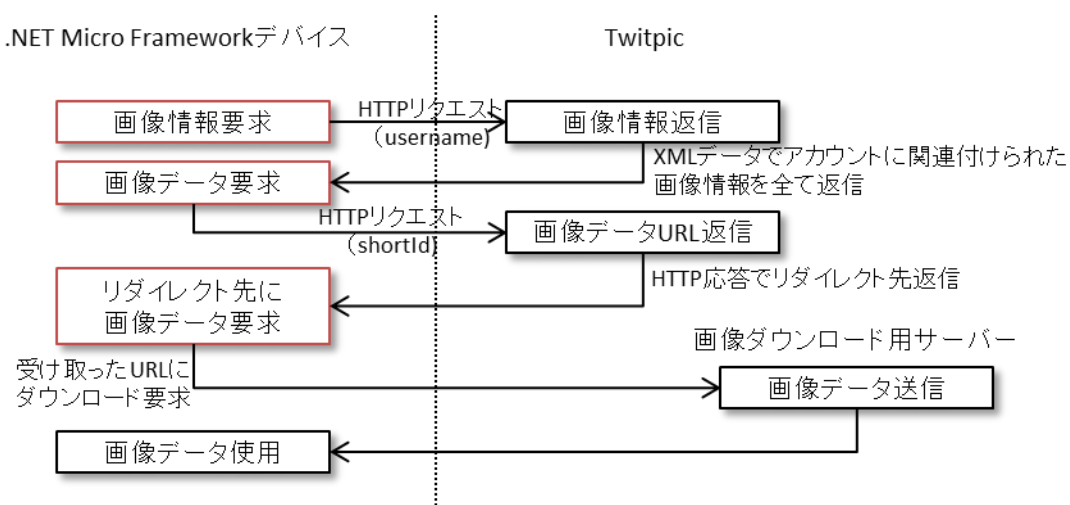 .NET Micro Frameworkデバイス
Twitpic
画像情報要求
HTTPリクエスト
(username)
画像情報返信
XMLデータでアカウントに関連付けられた
画像情報を全て返信
画像データ要求
HTTPリクエスト
(shortId)
画像データURL返信
HTTP応答でリダイレクト先返信
リダイレクト先に
画像データ要求
画像ダウンロード用サーバー
受け取ったURLに
ダウンロード要求
画像データ送信
画像データ使用